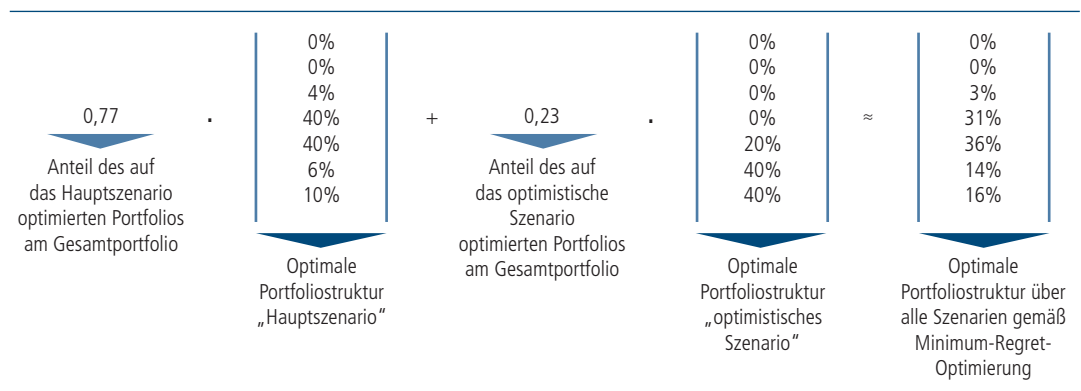 0,77
Anteil des auf
das Hauptszenario
optimierten Portfolios
am Gesamtportfolio
·
0%
0%
4%
40%
40%
6%
10%
Optimale
Portfoliostruktur
„Hauptszenario“
+
0,23
Anteil des auf
das optimistische
Szenario
optimierten Portfolios
am Gesamtportfolio
·
0%
0%
0%
0%
20%
40%
40%
Optimale
Portfoliostruktur
„optimistisches
Szenario“
≈
0%
0%
3%
31%
36%
14%
16%
Optimale
Portfoliostruktur über
alle Szenarien gemäß
Minimum-Regret-
Optimierung